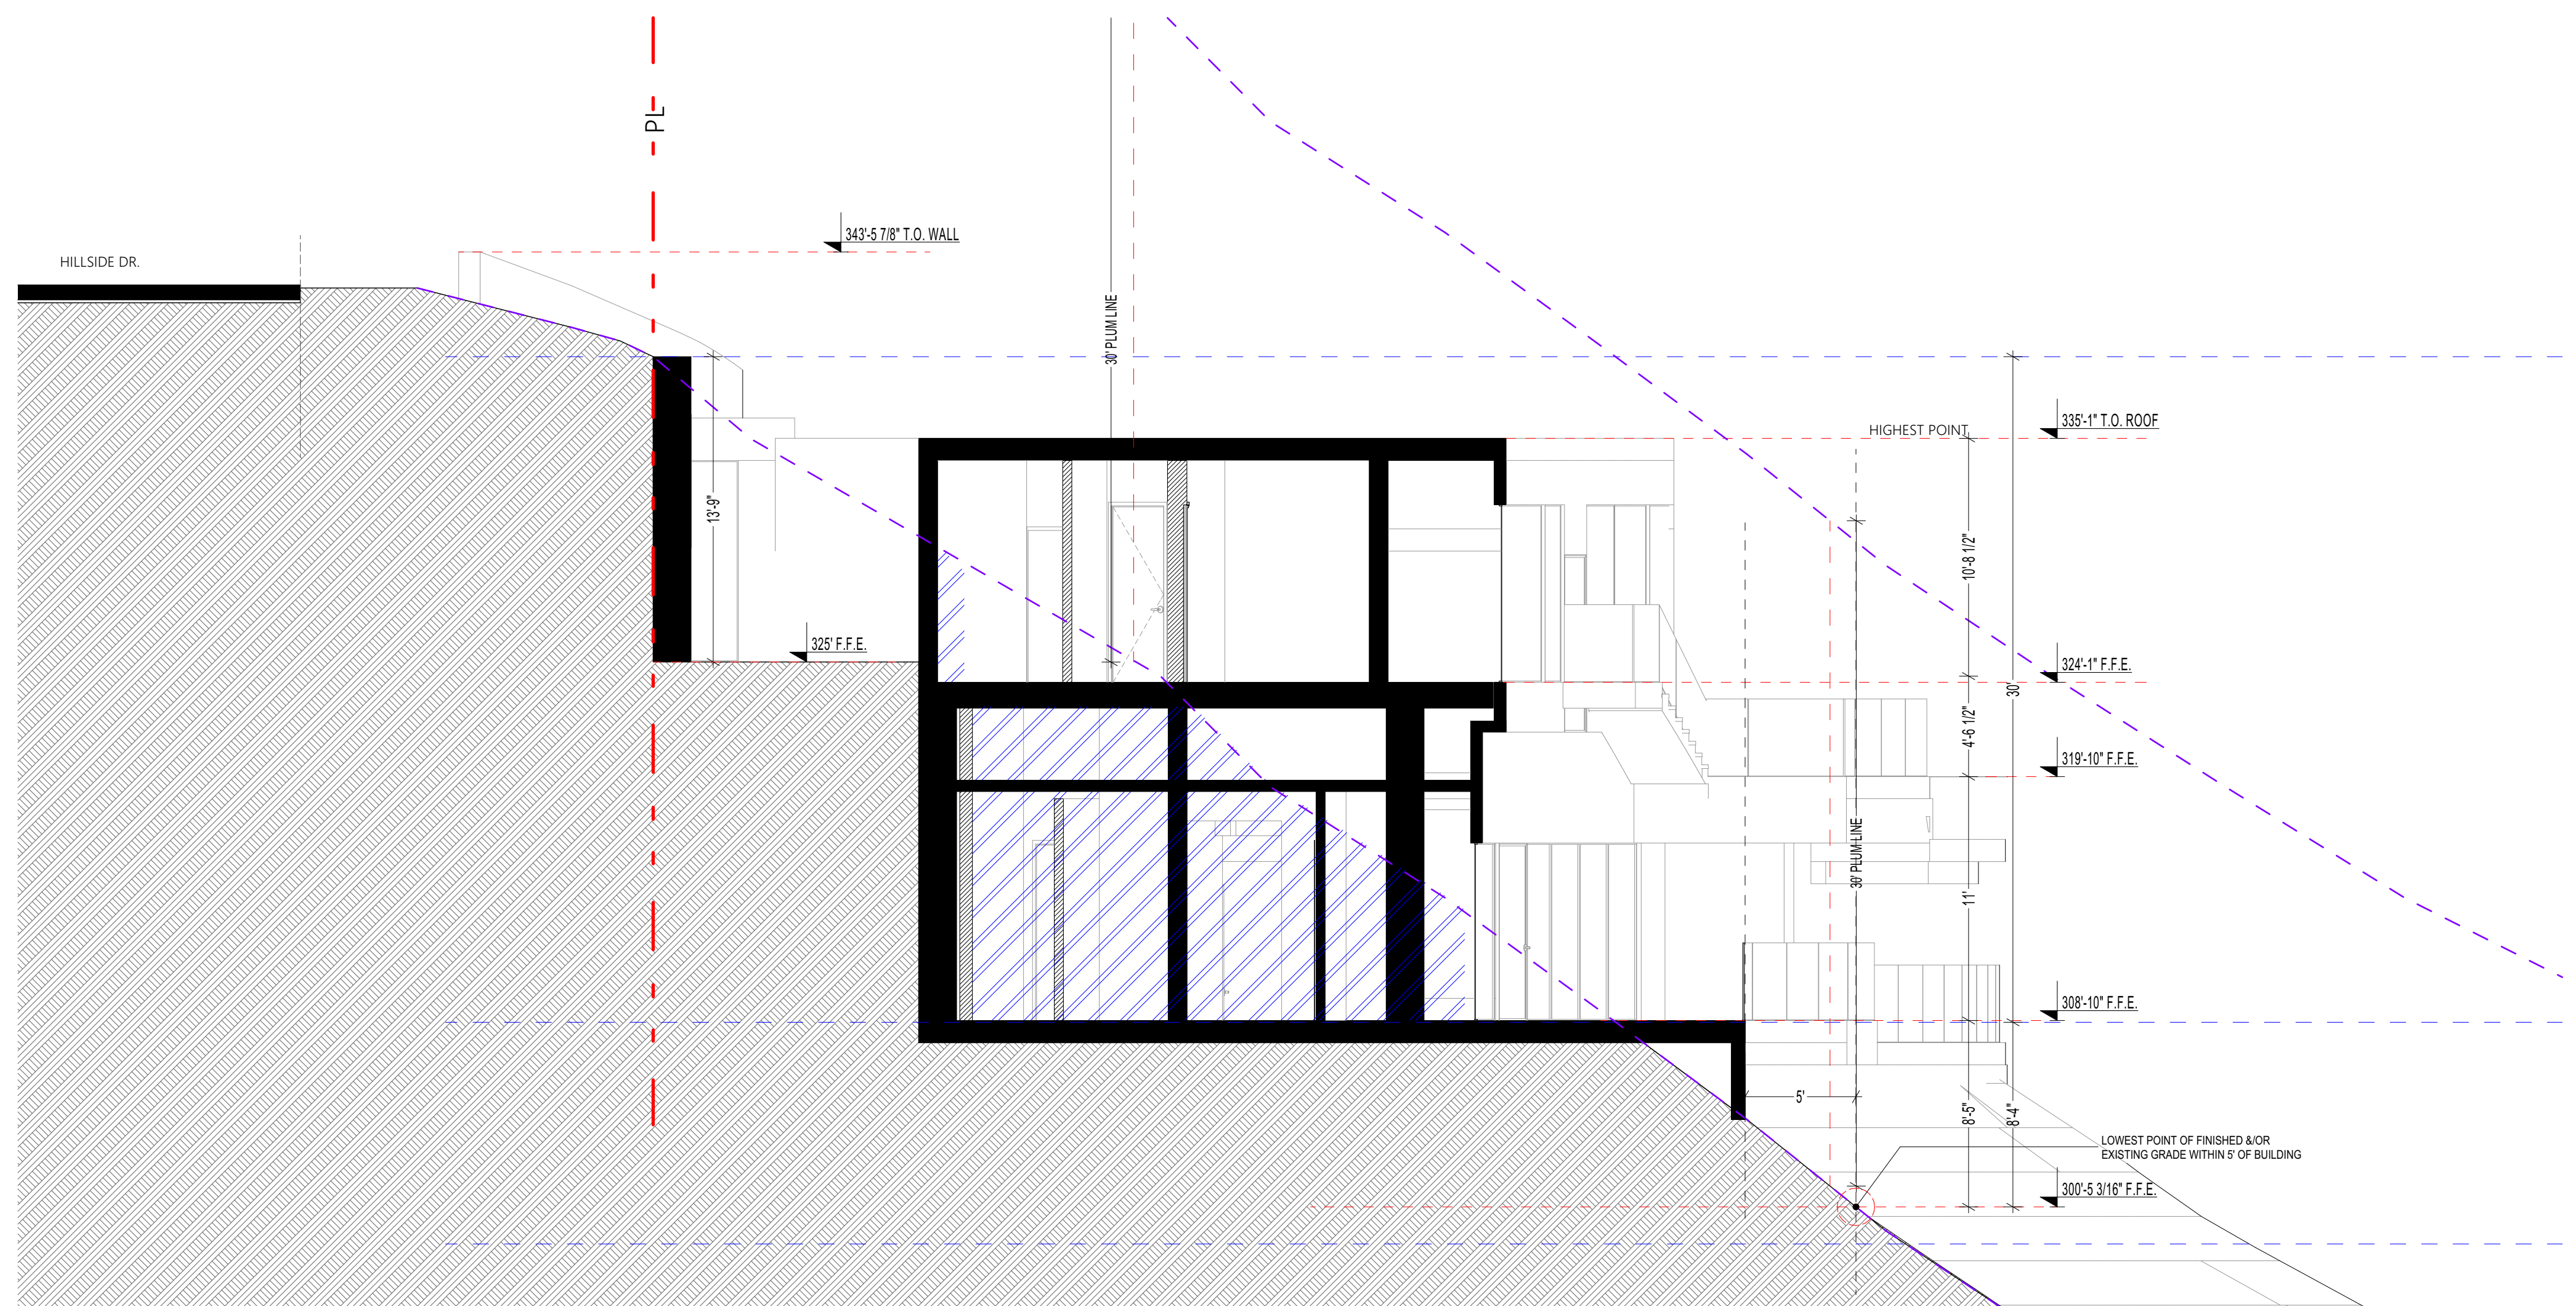 PL
343'-5 7/8" T.O. WALL
HILLSIDE DR.
30' PLUM LINE
335'-1" T.O. ROOF
HIGHEST POINT
13'-9"
10'-8 1/2"
325' F.F.E.
324'-1" F.F.E.
30'
4'-6 1/2"
319'-10" F.F.E.
30' PLUM LINE
11'
308'-10" F.F.E.
5'
8'-5"
8'-4"
LOWEST POINT OF FINISHED &/OR
EXISTING GRADE WITHIN 5' OF BUILDING
300'-5 3/16" F.F.E.